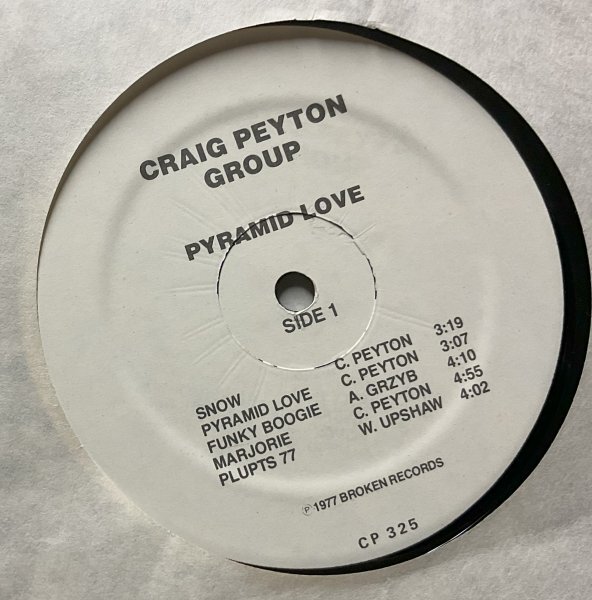 CRAIG PEYTON
GROUP
PYRAMID LOVE
SIDE 1
SNOW C. PEYTON 3:19
PYRAMID LOVE C. PEYTON 3:07
FUNKY BOOGIE A. GRZYB 4:10
MARJORIE C. PEYTON 4:55
PLUPTS 77 W. UPSHAW 4:02
℗ 1977 BROKEN RECORDS
CP 325